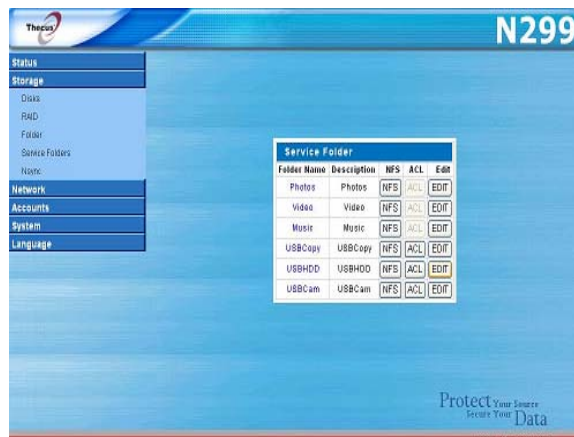 Thecus
N299
Status
Storage
Disks
RAID
Folder
Service Folders
Nsync
Network
Accounts
System
Language
Service Folder
Folder Name Description NFS ACL Edit
Photos Photos NFS ACL EDIT
Video Video NFS ACL EDIT
Music Music NFS ACL EDIT
USBCopy USBCopy NFS ACL EDIT
USBHDD USBHDD NFS ACL EDIT
USBCam USBCam NFS ACL EDIT
Protect Your Source
Secure Your Data